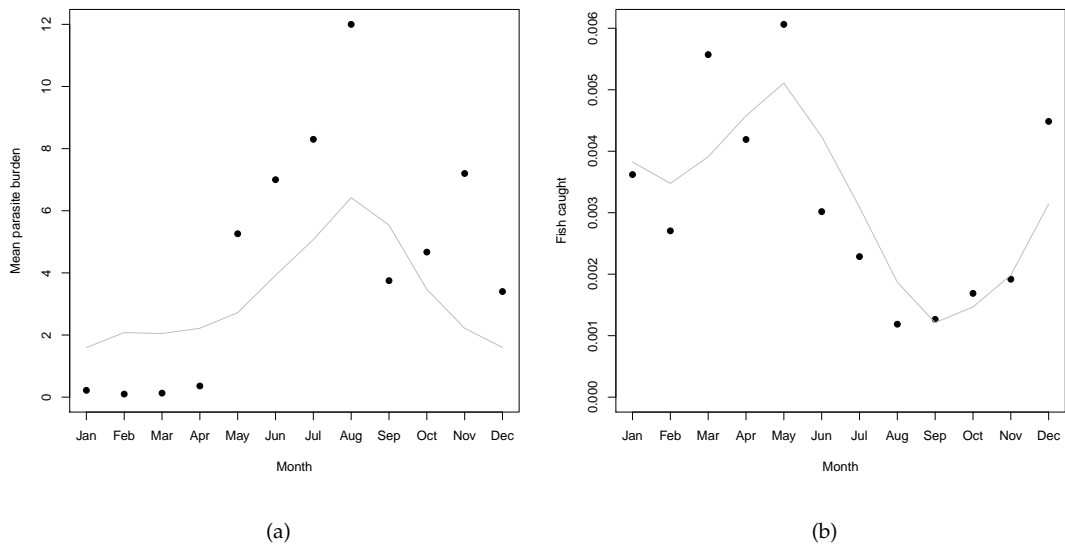 Mean parasite burden
12
10
8
6
4
2
0
Jan Feb Mar Apr May Jun Jul Aug Sep Oct Nov Dec
Month
(a)
Fish caught
0.006
0.005
0.004
0.003
0.002
0.001
0.000
Jan Feb Mar Apr May Jun Jul Aug Sep Oct Nov Dec
Month
(b)